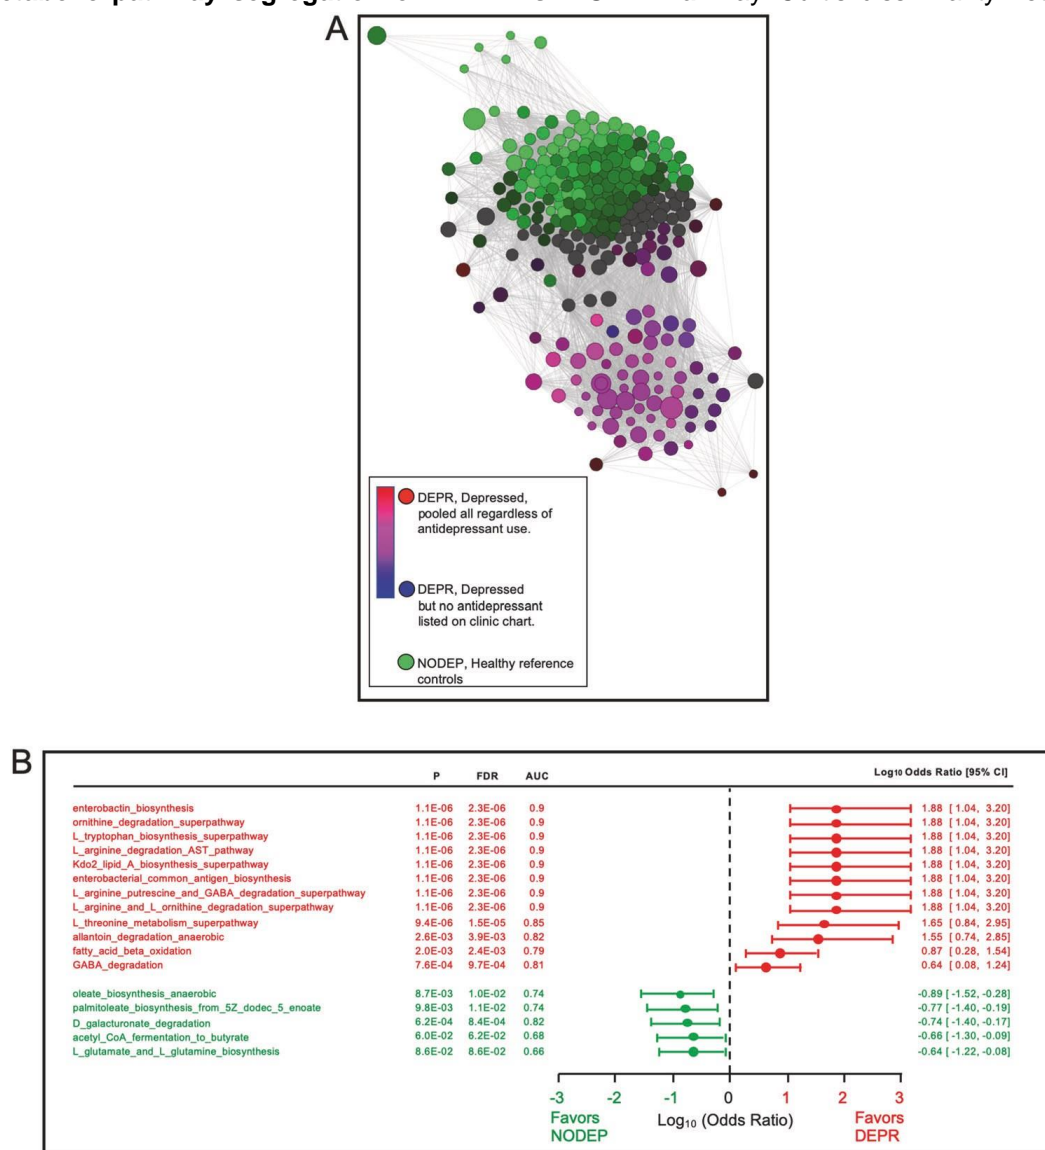 A
DEPR, Depressed,
pooled all regardless of
antidepressant use.
DEPR, Depressed
but no antidepressant
listed on clinic chart.
NODEP, Healthy reference
controls
B
P FDR AUC Log10 Odds Ratio [95% CI]
enterobactin_biosynthesis 1.1E-06 2.3E-06 0.9 1.88 [ 1.04, 3.20]
ornithine_degradation_superpathway 1.1E-06 2.3E-06 0.9 1.88 [ 1.04, 3.20]
L_tryptophan_biosynthesis_superpathway 1.1E-06 2.3E-06 0.9 1.88 [ 1.04, 3.20]
L_arginine_degradation_AST_pathway 1.1E-06 2.3E-06 0.9 1.88 [ 1.04, 3.20]
Kdo2_lipid_A_biosynthesis_superpathway 1.1E-06 2.3E-06 0.9 1.88 [ 1.04, 3.20]
enterobacterial_common_antigen_biosynthesis 1.1E-06 2.3E-06 0.9 1.88 [ 1.04, 3.20]
L_arginine_putrescine_and_GABA_degradation_superpathway 1.1E-06 2.3E-06 0.9 1.88 [ 1.04, 3.20]
L_arginine_and_L_ornithine_degradation_superpathway 1.1E-06 2.3E-06 0.9 1.88 [ 1.04, 3.20]
L_threonine_metabolism_superpathway 9.4E-06 1.5E-05 0.85 1.65 [ 0.84, 2.95]
allantoin_degradation_anaerobic 2.6E-03 3.9E-03 0.82 1.55 [ 0.74, 2.85]
fatty_acid_beta_oxidation 2.0E-03 2.4E-03 0.79 0.87 [ 0.28, 1.54]
GABA_degradation 7.6E-04 9.7E-04 0.81 0.64 [ 0.08, 1.24]
oleate_biosynthesis_anaerobic 8.7E-03 1.0E-02 0.74 -0.89 [ -1.52, -0.28]
palmitoleate_biosynthesis_from_5Z_dodec_5_enoate 9.8E-03 1.1E-02 0.74 -0.77 [ -1.40, -0.19]
D_galacturonate_degradation 6.2E-04 8.4E-04 0.82 -0.74 [ -1.40, -0.17]
acetyl_CoA_fermentation_to_butyrate 6.0E-02 6.2E-02 0.68 -0.66 [ -1.30, -0.09]
L_glutamate_and_L_glutamine_biosynthesis 8.6E-02 8.6E-02 0.66 -0.64 [ -1.22, -0.08]
-3 -2 -1 0 1 2 3
Favors Log10 (Odds Ratio) Favors
NODEP DEPR